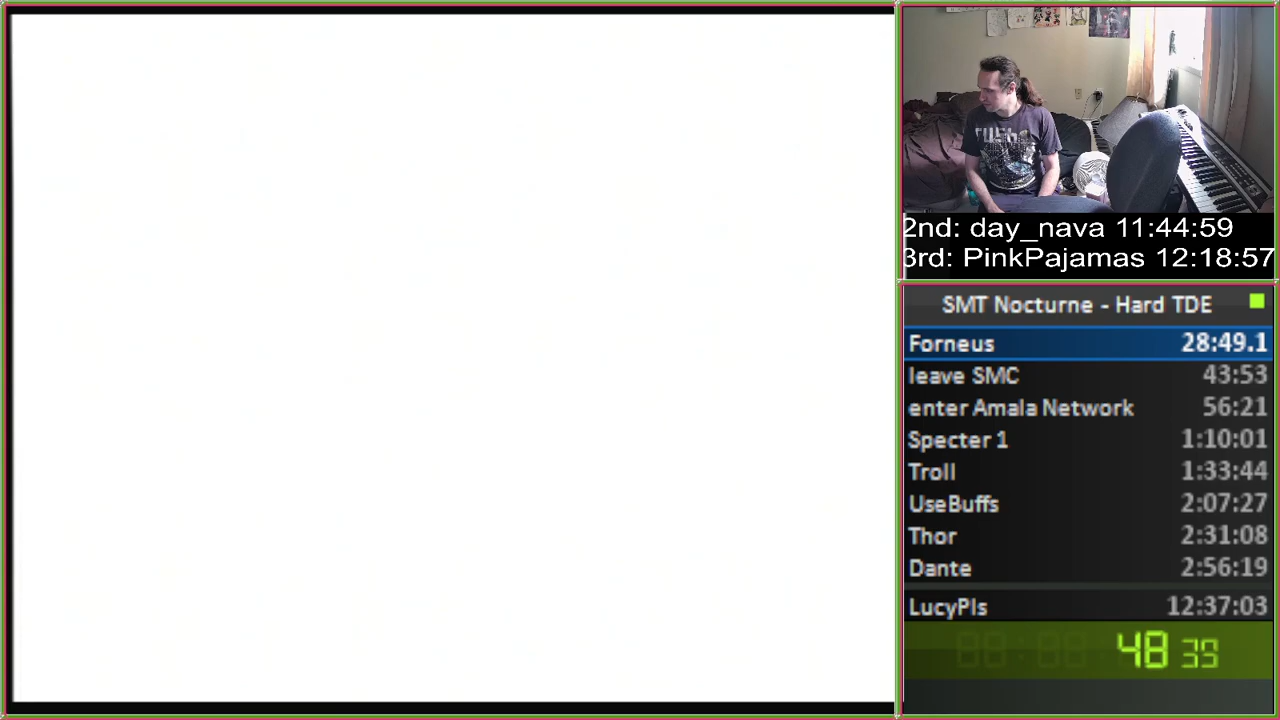 2nd: day_nava 11:44:59
3rd: PinkPajamas 12:18:57
SMT Nocturne - Hard TDE
Forneus 28:49.1
leave SMC 43:53
enter Amala Network 56:21
Specter 1 1:10:01
Troll 1:33:44
UseBuffs 2:07:27
Thor 2:31:08
Dante 2:56:19
LucyPls 12:37:03
48 39